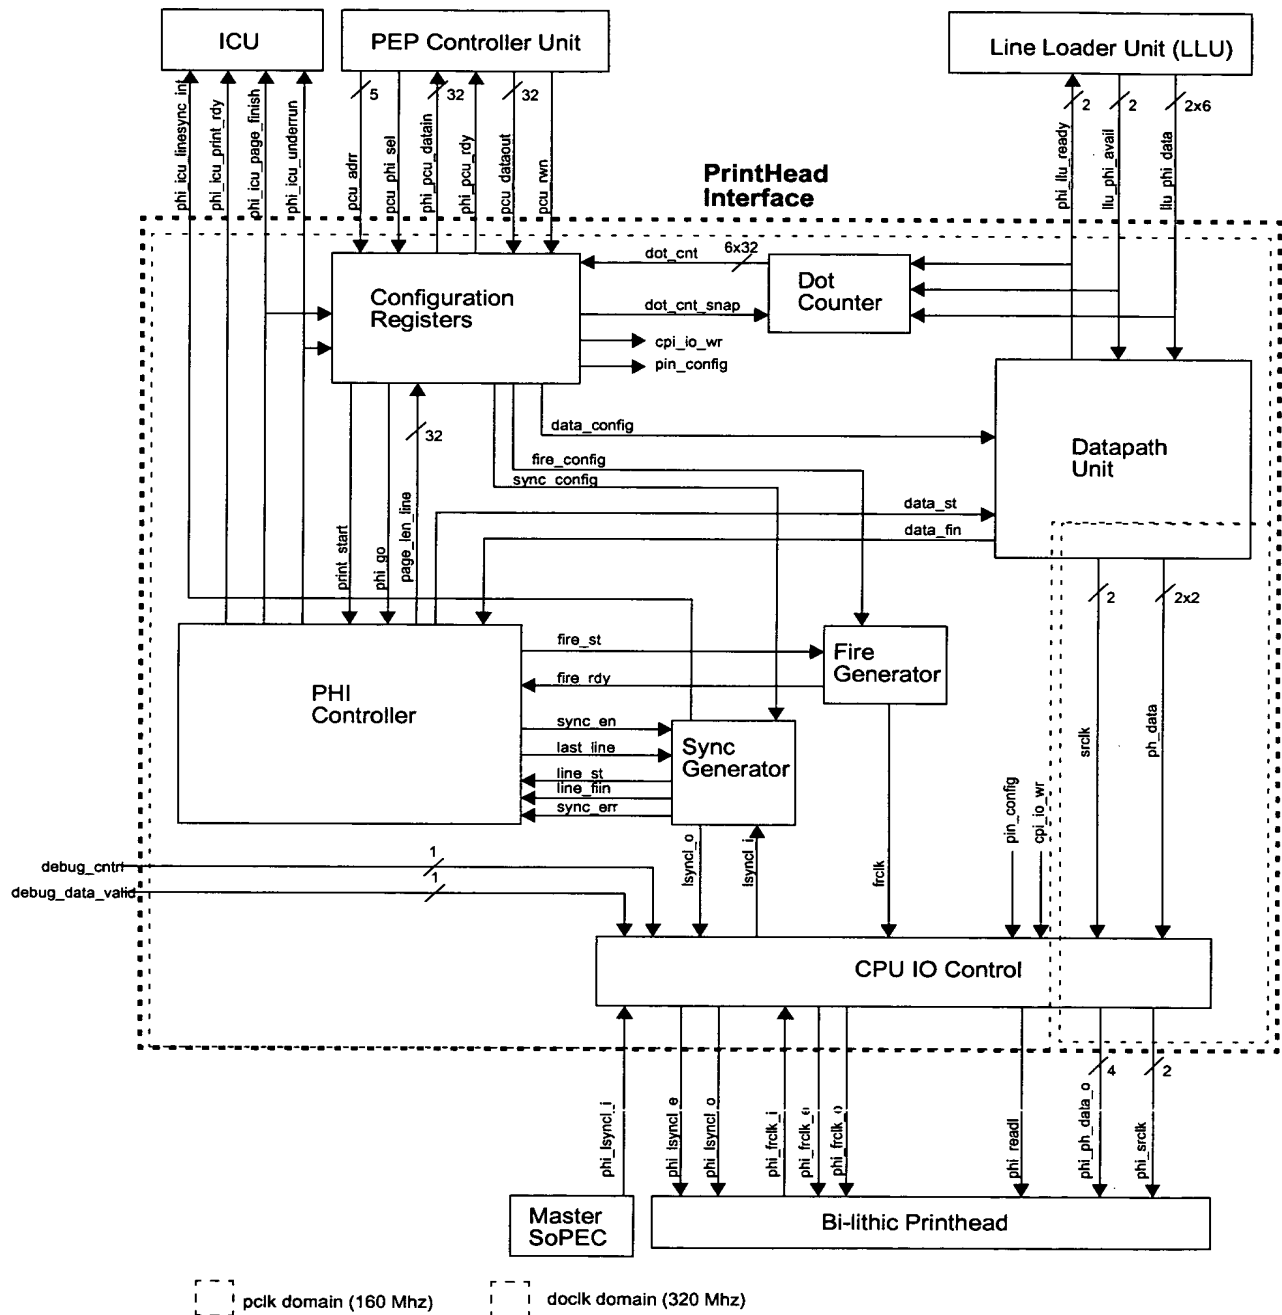 ICU
PEP Controller Unit
Line Loader Unit (LLU)
5
32
32
2
2
2x6
phi_icu_linesync_int
phi_icu_print_rdy
phi_icu_page_finish
phi_icu_underrun
pcu_adrr
pcu_phi_sel
phi_pcu_datain
phi_pcu_rdy
pcu_dataout
pcu_rwn
phi_llu_ready
llu_phi_avail
llu_phi_data
PrintHead
Interface
Configuration
Registers
dot_cnt
6x32
dot_cnt_snap
Dot
Counter
cpi_io_wr
pin_config
32
data_config
fire_config
sync_config
Datapath
Unit
data_st
data_fin
print_start
phi_go
page_len_line
2
2x2
PHI
Controller
fire_st
fire_rdy
Fire
Generator
sync_en
last_line
line_st
line_fiin
sync_err
Sync
Generator
srclk
ph_data
debug_cntrl
1
debug_data_valid
1
lsyncl_o
lsyncl_i
frclk
pin_config
cpi_io_wr
CPU IO Control
4
2
phi_lsyncl_i
phi_lsyncl_e
phi_lsyncl_o
phi_frclk_i
phi_frclk_e
phi_frclk_o
phi_readl
phi_ph_data_o
phi_srclk
Master
SoPEC
Bi-lithic Printhead
pclk domain (160 Mhz)
doclk domain (320 Mhz)